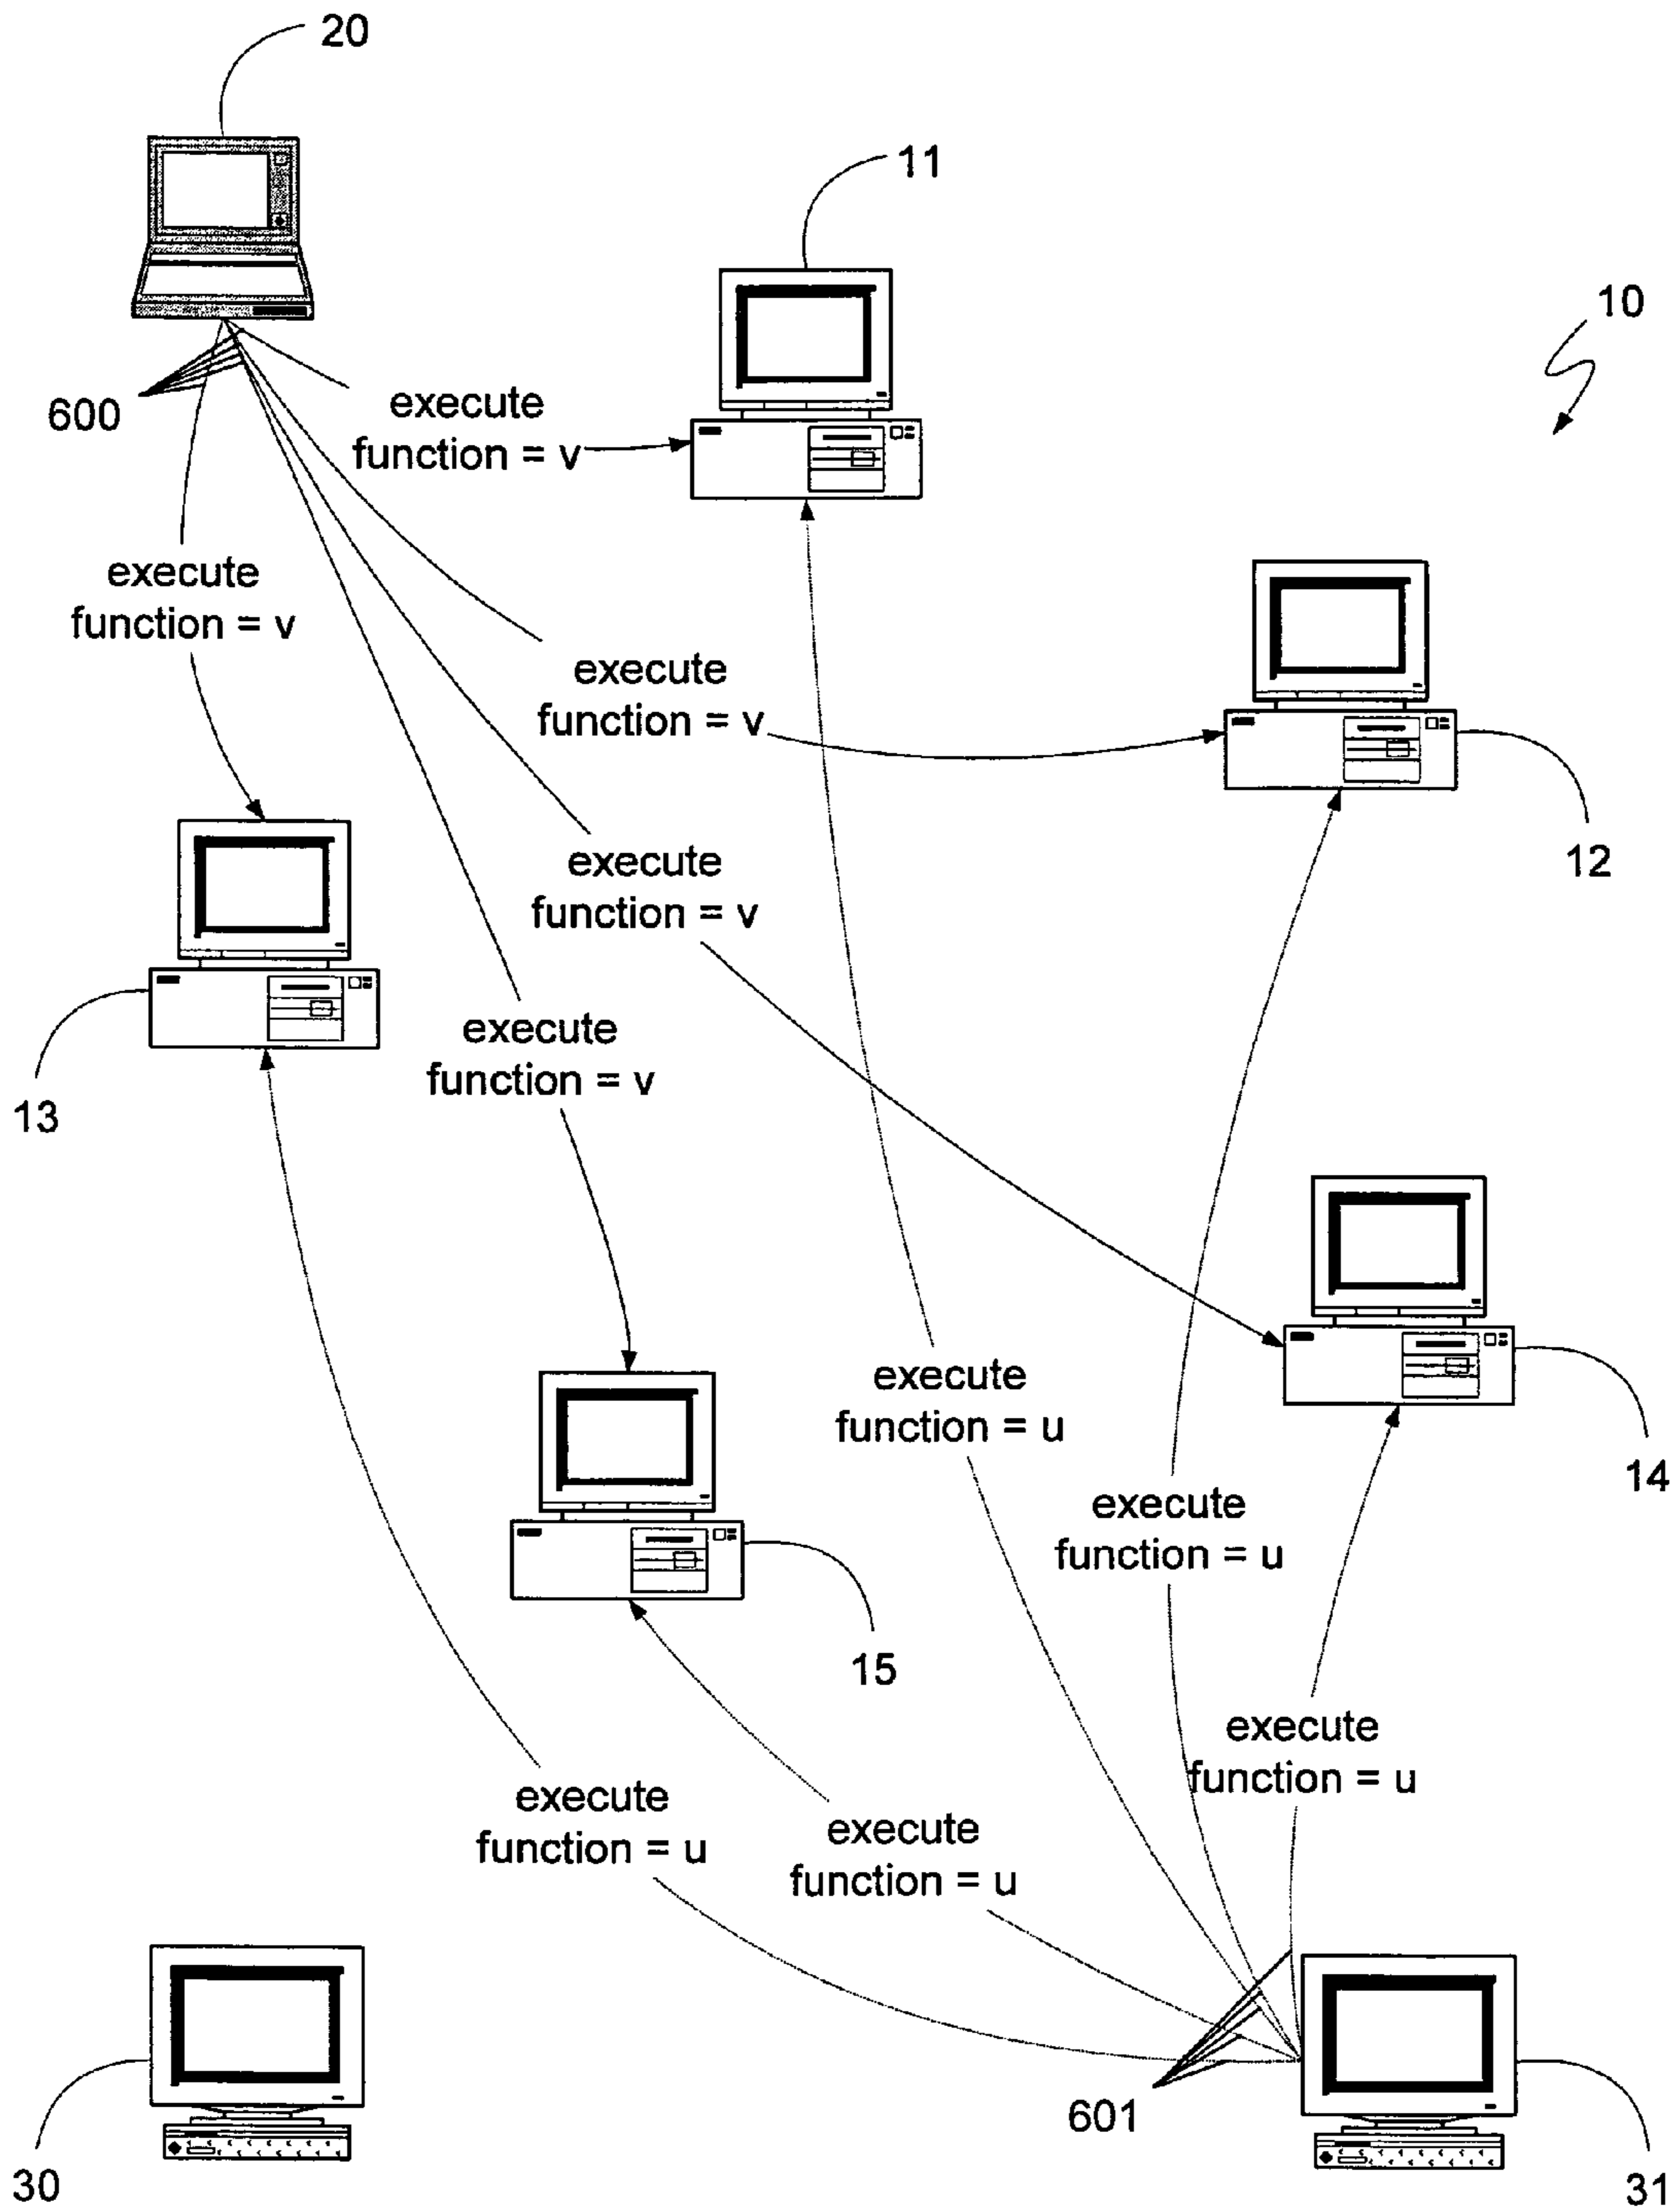 20
11
10
600
execute
function = v
execute
function = v
execute
function = v
12
execute
function = v
13
execute
function = v
execute
function = u
14
execute
function = u
15
execute
function = u
execute
function = u
execute
function = u
601
30
31